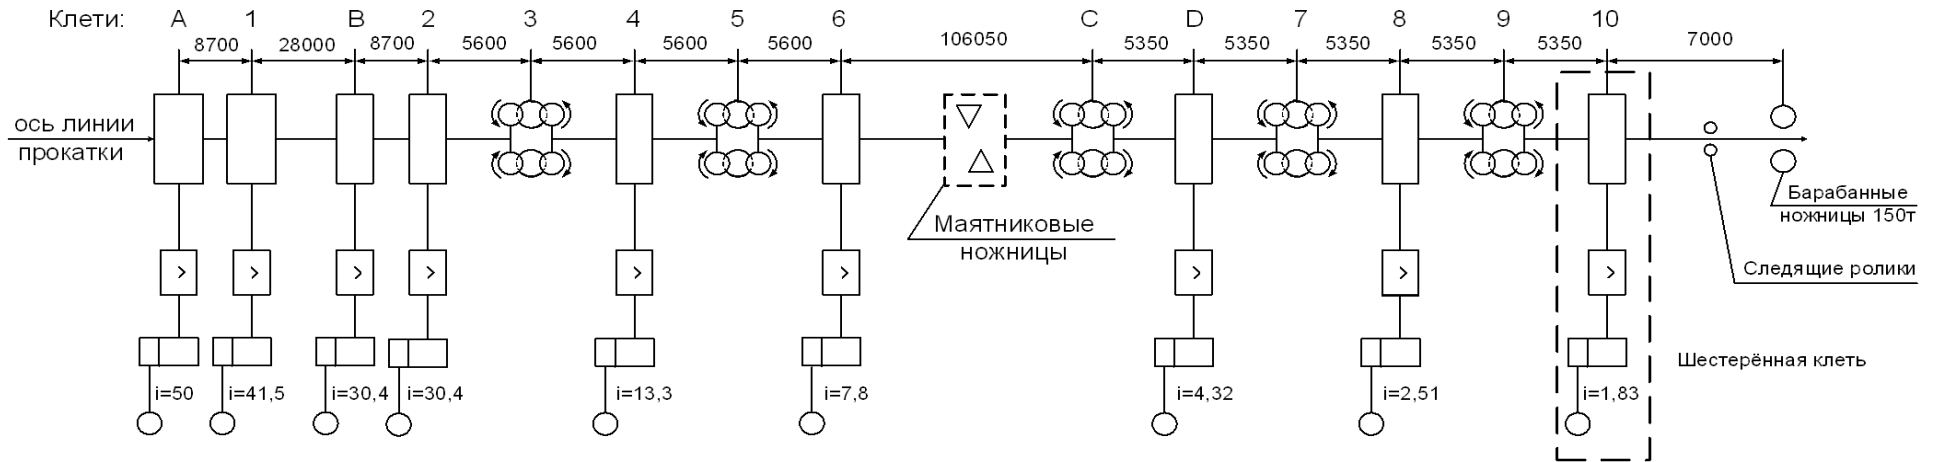 Клети: A 1 B 2 3 4 5 6 C D 7 8 9 10
8700 28000 8700 5600 5600 5600 5600 106050 5350 5350 5350 5350 5350 7000
ось линии
прокатки
Маятниковые
ножницы
Барабанные
ножницы 150т
Следящие ролики
Шестерённая клеть
i=50 i=41,5 i=30,4 i=30,4 i=13,3 i=7,8 i=4,32 i=2,51 i=1,83